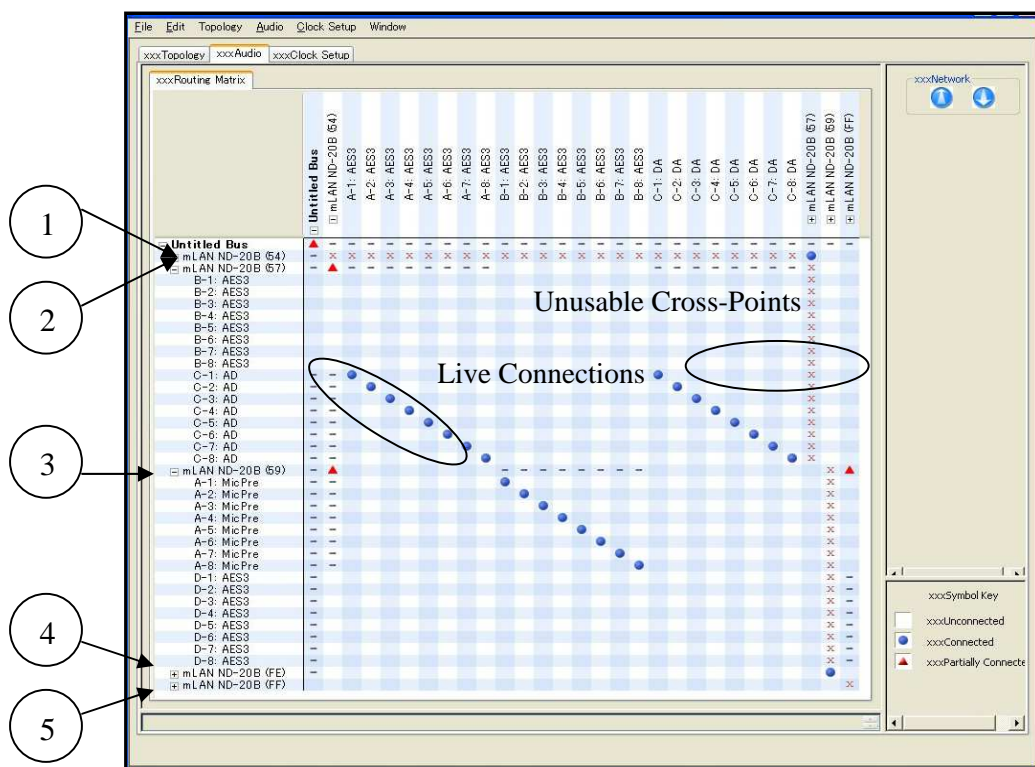 File Edit Topology Audio Clock Setup Window
xxxTopology xxxAudio xxxClock Setup
xxxRouting Matrix
xxxNetwork
Untitled Bus
mLAN ND-20B (54)
A-1: AES3
A-2: AES3
A-3: AES3
A-4: AES3
A-5: AES3
A-6: AES3
A-7: AES3
A-8: AES3
B-1: AES3
B-2: AES3
B-3: AES3
B-4: AES3
B-5: AES3
B-6: AES3
B-7: AES3
B-8: AES3
C-1: DA
C-2: DA
C-3: DA
C-4: DA
C-5: DA
C-6: DA
C-7: DA
C-8: DA
mLAN ND-20B (57)
mLAN ND-20B (59)
mLAN ND-20B (FF)
1
2
3
4
5
Untitled Bus
mLAN ND-20B (54)
mLAN ND-20B (57)
B-1: AES3
B-2: AES3
B-3: AES3
B-4: AES3
B-5: AES3
B-6: AES3
B-7: AES3
B-8: AES3
C-1: AD
C-2: AD
C-3: AD
C-4: AD
C-5: AD
C-6: AD
C-7: AD
C-8: AD
mLAN ND-20B (59)
A-1: MicPre
A-2: MicPre
A-3: MicPre
A-4: MicPre
A-5: MicPre
A-6: MicPre
A-7: MicPre
A-8: MicPre
D-1: AES3
D-2: AES3
D-3: AES3
D-4: AES3
D-5: AES3
D-6: AES3
D-7: AES3
D-8: AES3
mLAN ND-20B (FE)
mLAN ND-20B (FF)
Unusable Cross-Points
Live Connections
xxxSymbol Key
xxxUnconnected
xxxConnected
xxxPartially Connecte